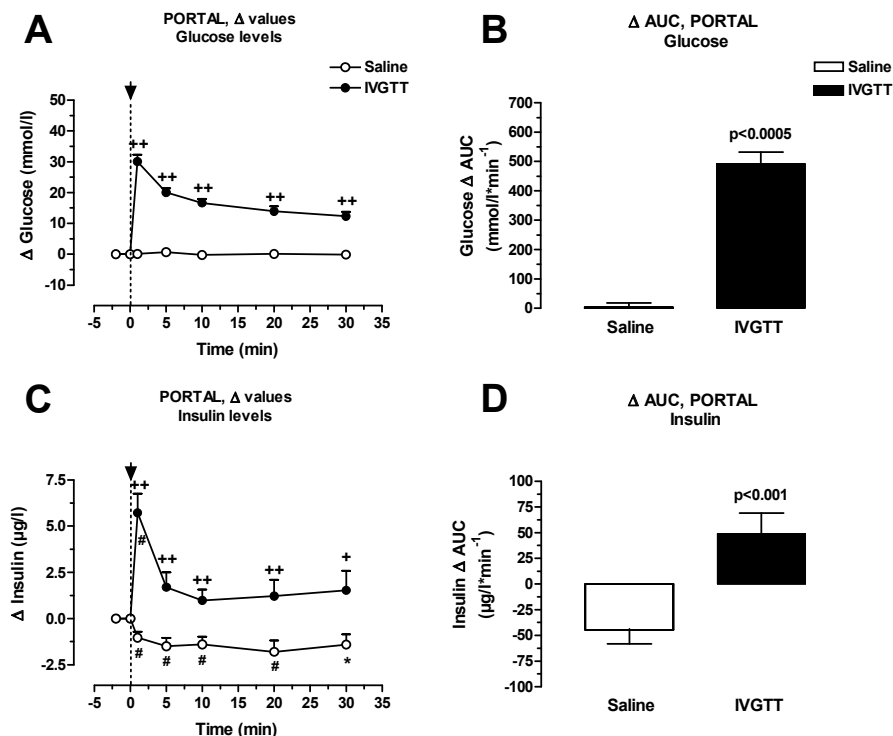 A
PORTAL, Δ values
Glucose levels
Saline
IVGTT
50
40
30
20
10
0
-10
Δ Glucose (mmol/l)
++
++
++
++
++
-5 0 5 10 15 20 25 30 35
Time (min)
B
Δ AUC, PORTAL
Glucose
Saline
IVGTT
700
600
500
400
300
200
100
0
Glucose Δ AUC
(mmol/l*min⁻¹)
p<0.0005
Saline IVGTT
C
PORTAL, Δ values
Insulin levels
7.5
5.0
2.5
0.0
-2.5
Δ Insulin (µg/l)
++
#
++
++
++
+
# # # # *
-5 0 5 10 15 20 25 30 35
Time (min)
D
Δ AUC, PORTAL
Insulin
100
75
50
25
0
-25
-50
-75
-100
Insulin Δ AUC
(µg/l*min⁻¹)
p<0.001
Saline IVGTT